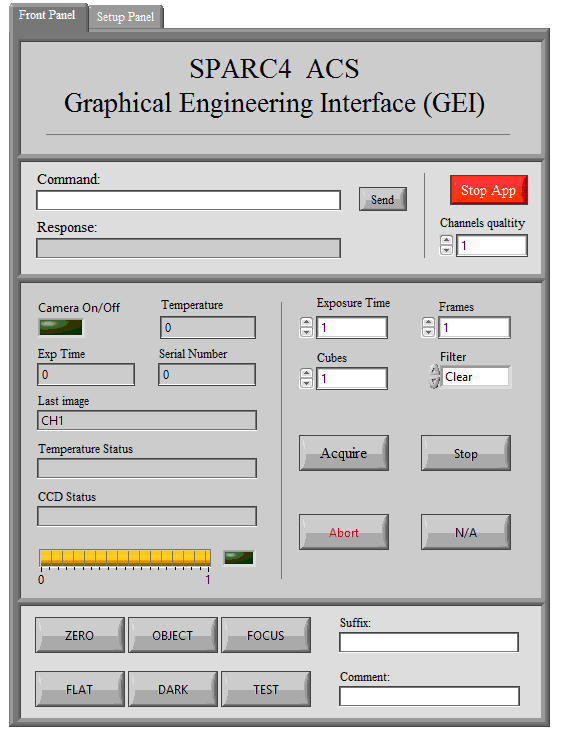 Front Panel
Setup Panel
SPARC4 ACS
Graphical Engineering Interface (GEI)
Command:
Send
Response:
Stop App
Channels qualtity
1
Camera On/Off
Temperature
0
Exp Time
0
Serial Number
0
Last image
CH1
Temperature Status
CCD Status
0
1
Exposure Time
1
Frames
1
Cubes
1
Filter
Clear
Acquire
Stop
Abort
N/A
ZERO
OBJECT
FOCUS
FLAT
DARK
TEST
Suffix:
Comment: